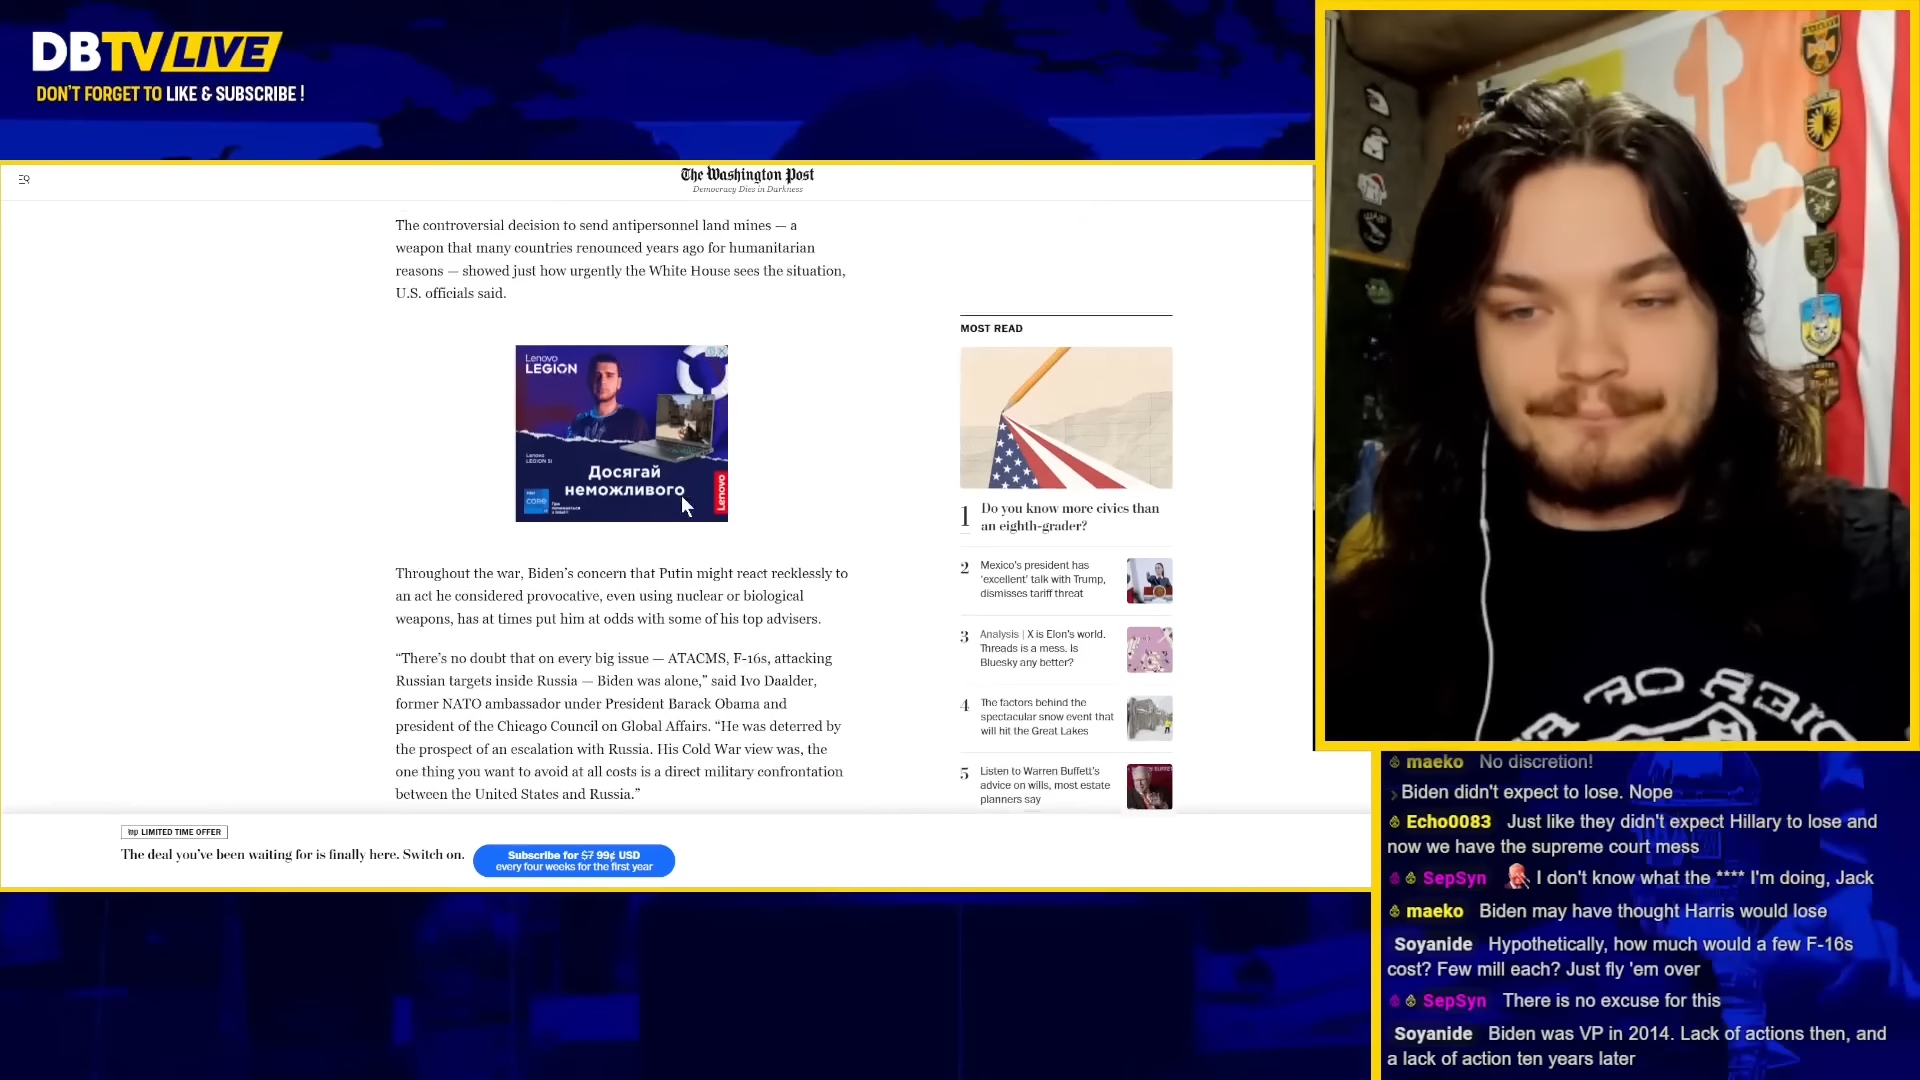 DBTV LIVE
DON'T FORGET TO LIKE & SUBSCRIBE !
The Washington Post
Democracy Dies in Darkness
The controversial decision to send antipersonnel land mines — a
weapon that many countries renounced years ago for humanitarian
reasons — showed just how urgently the White House sees the situation,
U.S. officials said.
Lenovo
LEGION
Lenovo
LEGION 5i
Досягай
неможливого
Lenovo
CORE
Throughout the war, Biden's concern that Putin might react recklessly to
an act he considered provocative, even using nuclear or biological
weapons, has at times put him at odds with some of his top advisers.
“There's no doubt that on every big issue — ATACMS, F-16s, attacking
Russian targets inside Russia — Biden was alone,” said Ivo Daalder,
former NATO ambassador under President Barack Obama and
president of the Chicago Council on Global Affairs. “He was deterred by
the prospect of an escalation with Russia. His Cold War view was, the
one thing you want to avoid at all costs is a direct military confrontation
between the United States and Russia.”
MOST READ
1 Do you know more civics than
an eighth-grader?
2 Mexico's president has
‘excellent’ talk with Trump,
dismisses tariff threat
3 Analysis | X is Elon's world.
Threads is a mess. Is
Bluesky any better?
4 The factors behind the
spectacular snow event that
will hit the Great Lakes
5 Listen to Warren Buffett's
advice on wills, most estate
planners say
wp LIMITED TIME OFFER
The deal you've been waiting for is finally here. Switch on.
Subscribe for $7 99¢ USD
every four weeks for the first year
maeko No discretion!
Biden didn't expect to lose. Nope
Echo0083 Just like they didn't expect Hillary to lose and
now we have the supreme court mess
SepSyn I don't know what the **** I'm doing, Jack
maeko Biden may have thought Harris would lose
Soyanide Hypothetically, how much would a few F-16s
cost? Few mill each? Just fly 'em over
SepSyn There is no excuse for this
Soyanide Biden was VP in 2014. Lack of actions then, and
a lack of action ten years later